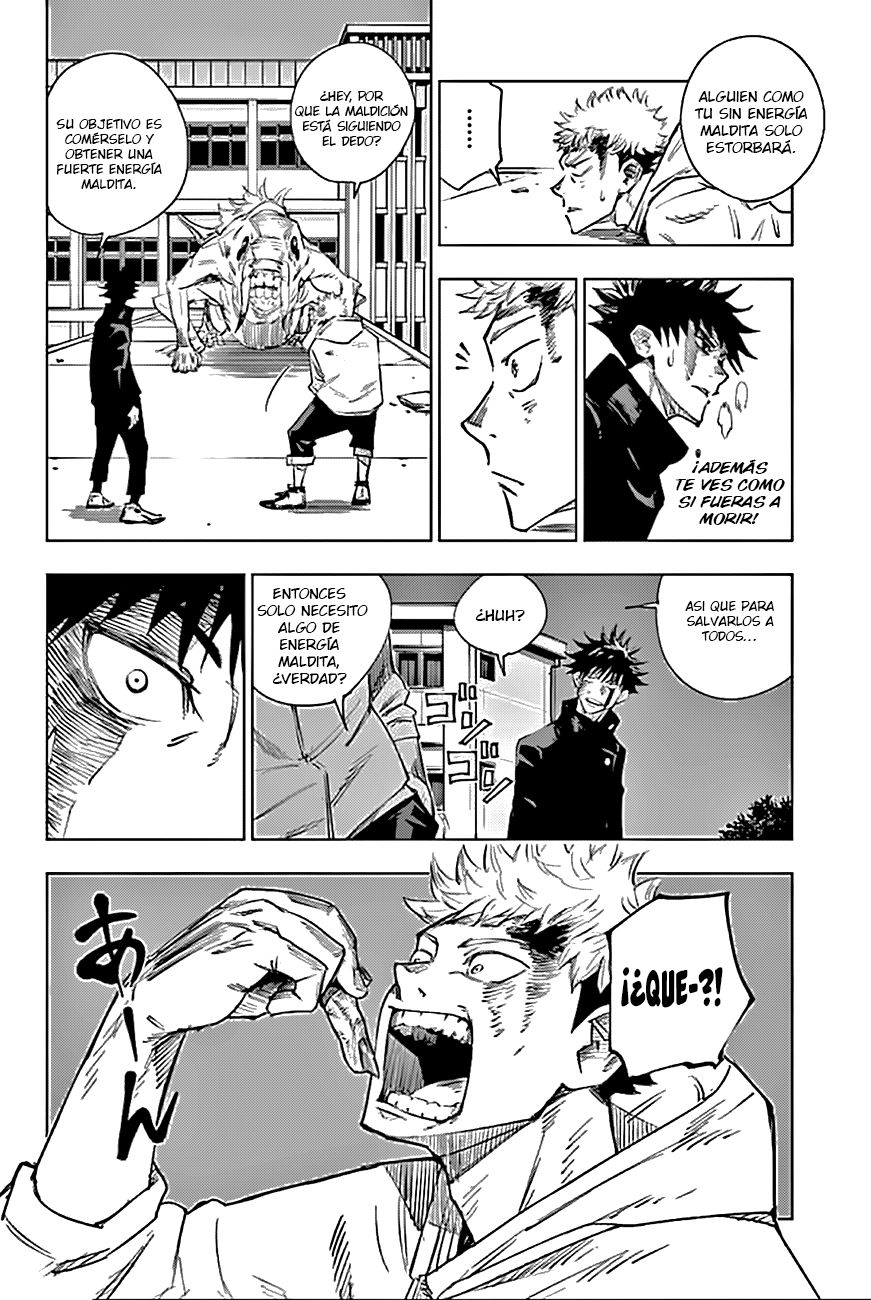 ALGUIEN COMO
TU SIN ENERGÍA
MALDITA SOLO
ESTORBARÁ.
......
¡ADEMÁS
TE VES COMO
SI FUERAS A
MORIR!
¿HEY, POR
QUE LA MALDICIÓN
ESTÁ SIGUIENDO
EL DEDO?
SU OBJETIVO ES
COMÉRSELO Y
OBTENER UNA
FUERTE ENERGÍA
MALDITA.
ASI QUE PARA
SALVARLOS A
TODOS...
¿HUH?
ゴソ
ゴソ
ENTONCES
SOLO NECESITO
ALGO DE
ENERGÍA
MALDITA,
¿VERDAD?
¡¿QUE-?!
あーん